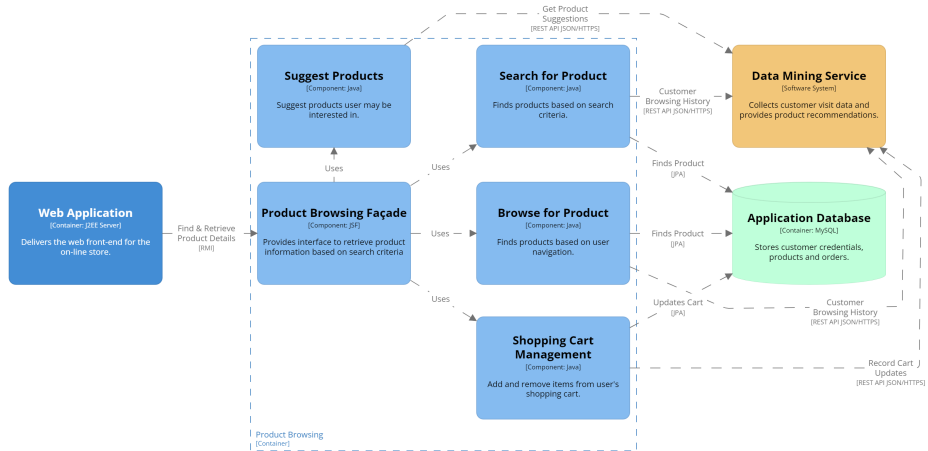 Get Product
Suggestions
[REST API JSON/HTTPS]
Suggest Products
[Component: Java]
Suggest products user may be
interested in.
Search for Product
[Component: Java]
Finds products based on search
criteria.
Customer
Browsing History
[REST API JSON/HTTPS]
Data Mining Service
[Software System]
Collects customer visit data and
provides product recommendations.
Uses
Uses
Finds Product
[JPA]
Web Application
[Container: J2EE Server]
Delivers the web front-end for the
on-line store.
Find & Retrieve
Product Details
[RMI]
Product Browsing Façade
[Component: JSF]
Provides interface to retrieve product
information based on search criteria
Uses
Browse for Product
[Component: Java]
Finds products based on user
navigation.
Finds Product
[JPA]
Application Database
[Container: MySQL]
Stores customer credentials,
products and orders.
Uses
Updates Cart
[JPA]
Customer
Browsing History
[REST API JSON/HTTPS]
Shopping Cart
Management
[Component: Java]
Add and remove items from user's
shopping cart.
Record Cart
Updates
[REST API JSON/HTTPS]
Product Browsing
[Container]